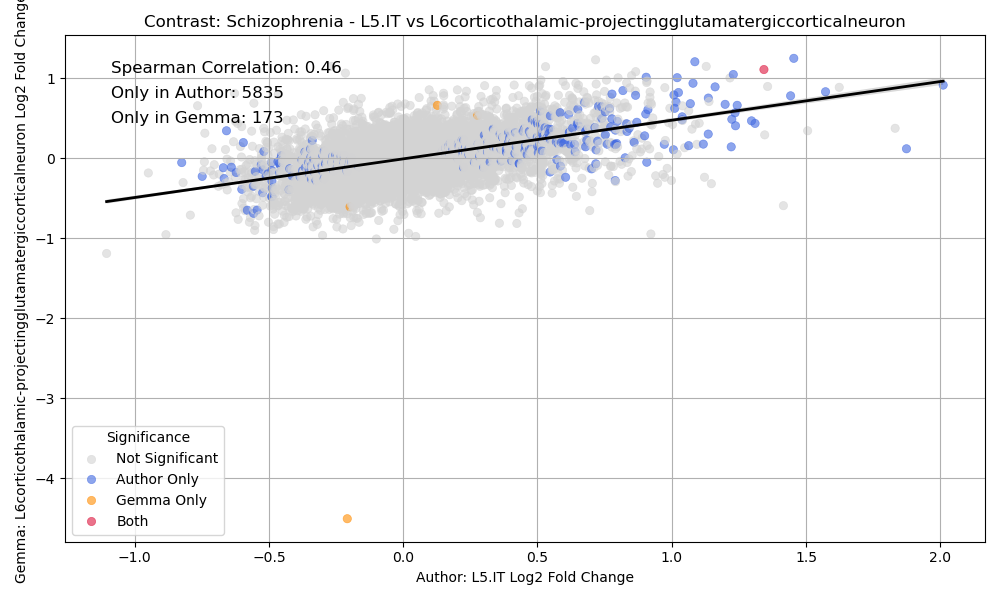 Contrast: Schizophrenia - L5.IT vs L6corticothalamic-projectingglutamatergiccorticalneuron
Gemma: L6corticothalamic-projectingglutamatergiccorticalneuron Log2 Fold Change
Spearman Correlation: 0.46
Only in Author: 5835
Only in Gemma: 173
1
0
−1
−2
−3
−4
Significance
Not Significant
Author Only
Gemma Only
Both
−1.0
−0.5
0.0
0.5
1.0
1.5
2.0
Author: L5.IT Log2 Fold Change